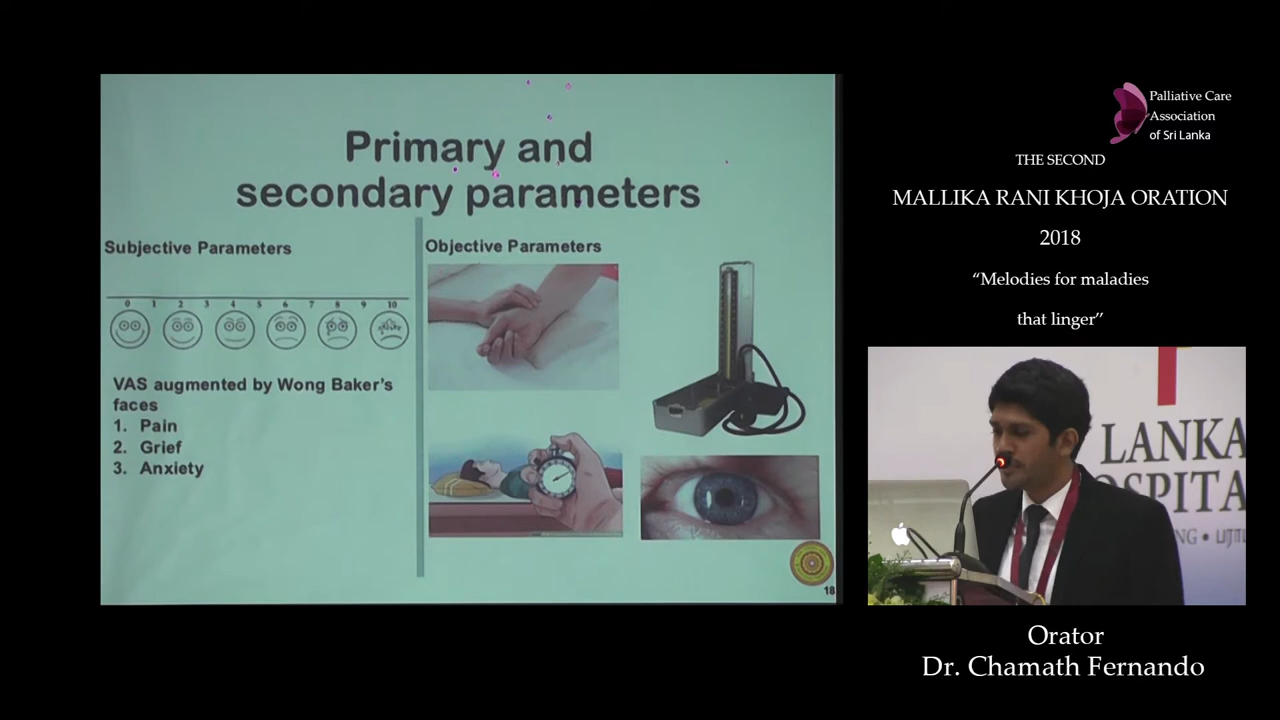 Primary and
secondary parameters
Subjective Parameters
0 1 2 3 4 5 6 7 8 9 10
VAS augmented by Wong Baker’s
faces
1. Pain
2. Grief
3. Anxiety
Objective Parameters
18
Palliative Care
Association
of Sri Lanka
THE SECOND
MALLIKA RANI KHOJA ORATION
2018
“Melodies for maladies
that linger”
LANKA
OSPITA
NG •
Orator
Dr. Chamath Fernando